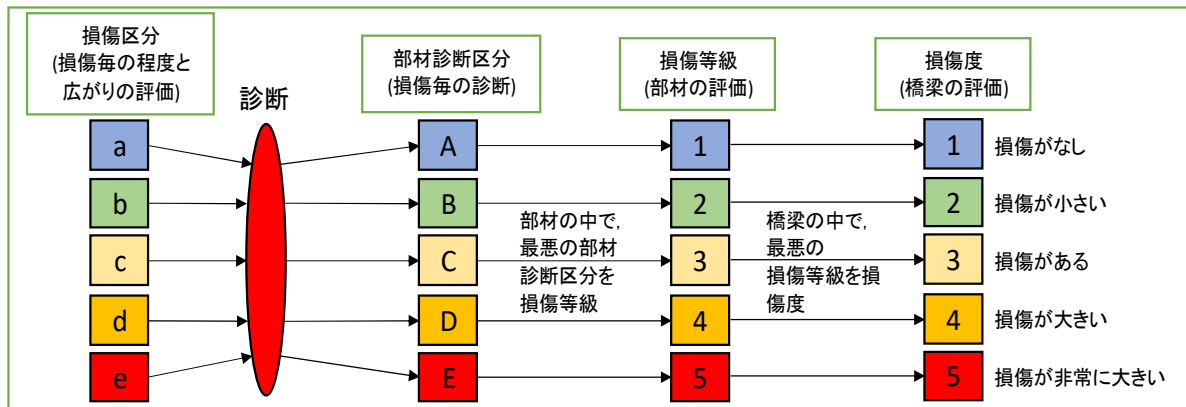 損傷区分
(損傷毎の程度と
広がりの評価)
診断
部材診断区分
(損傷毎の診断)
損傷等級
(部材の評価)
損傷度
(橋梁の評価)
a
A
1
1
損傷がなし
b
B
2
2
損傷が小さい
部材の中で,
最悪の部材
診断区分を
損傷等級
橋梁の中で,
最悪の
損傷等級を損
傷度
c
C
3
3
損傷がある
d
D
4
4
損傷が大きい
e
E
5
5
損傷が非常に大きい